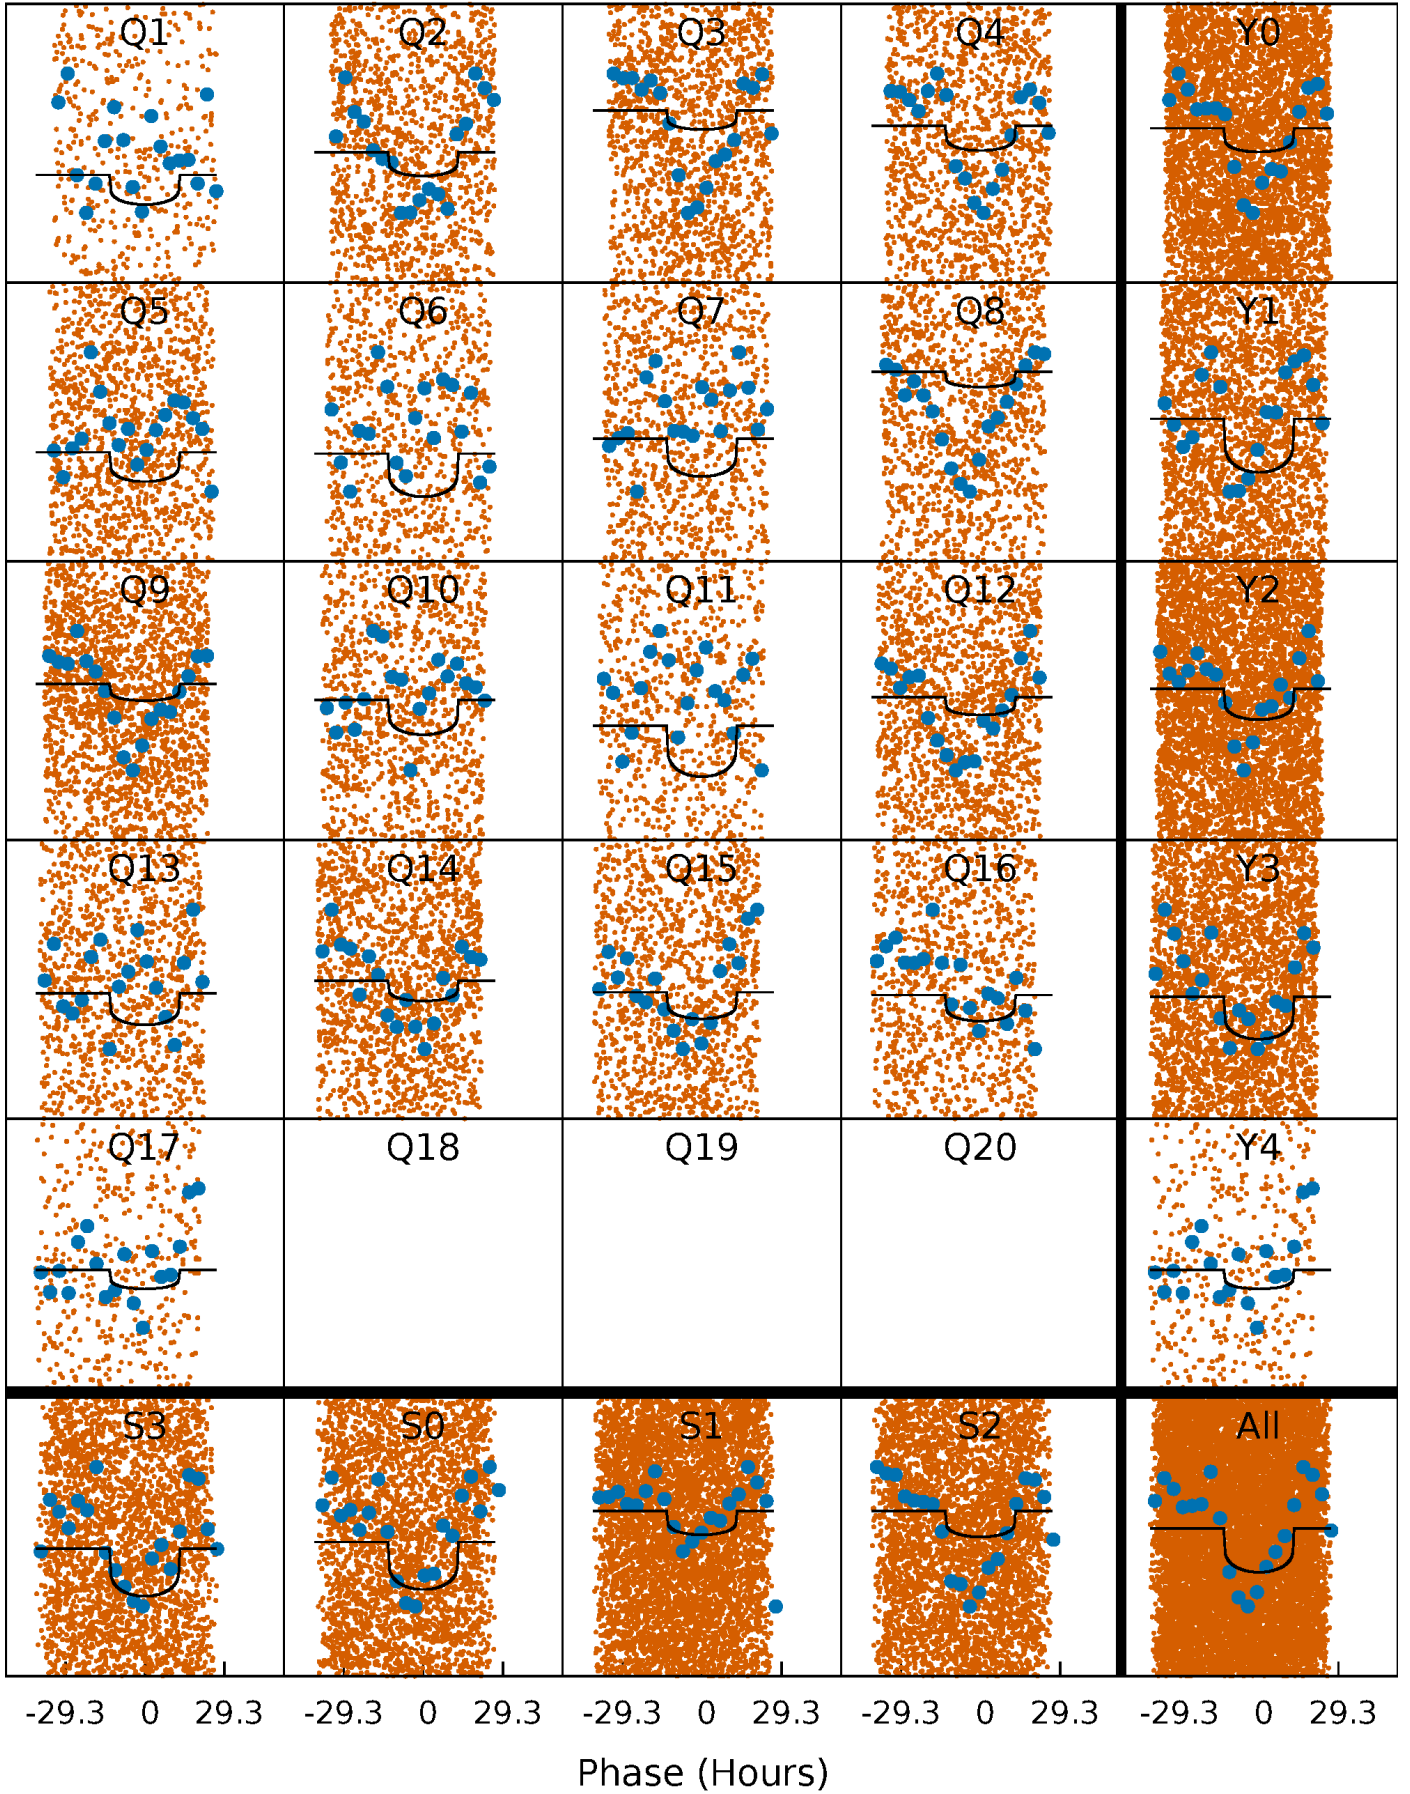 Q1 Q2 Q3 Q4 Y0
Q5 Q6 Q7 Q8 Y1
Q9 Q10 Q11 Q12 Y2
Q13 Q14 Q15 Q16 Y3
Q17 Q18 Q19 Q20 Y4
S3 S0 S1 S2 All
-29.3 0 29.3 -29.3 0 29.3 -29.3 0 29.3 -29.3 0 29.3 -29.3 0 29.3
Phase (Hours)